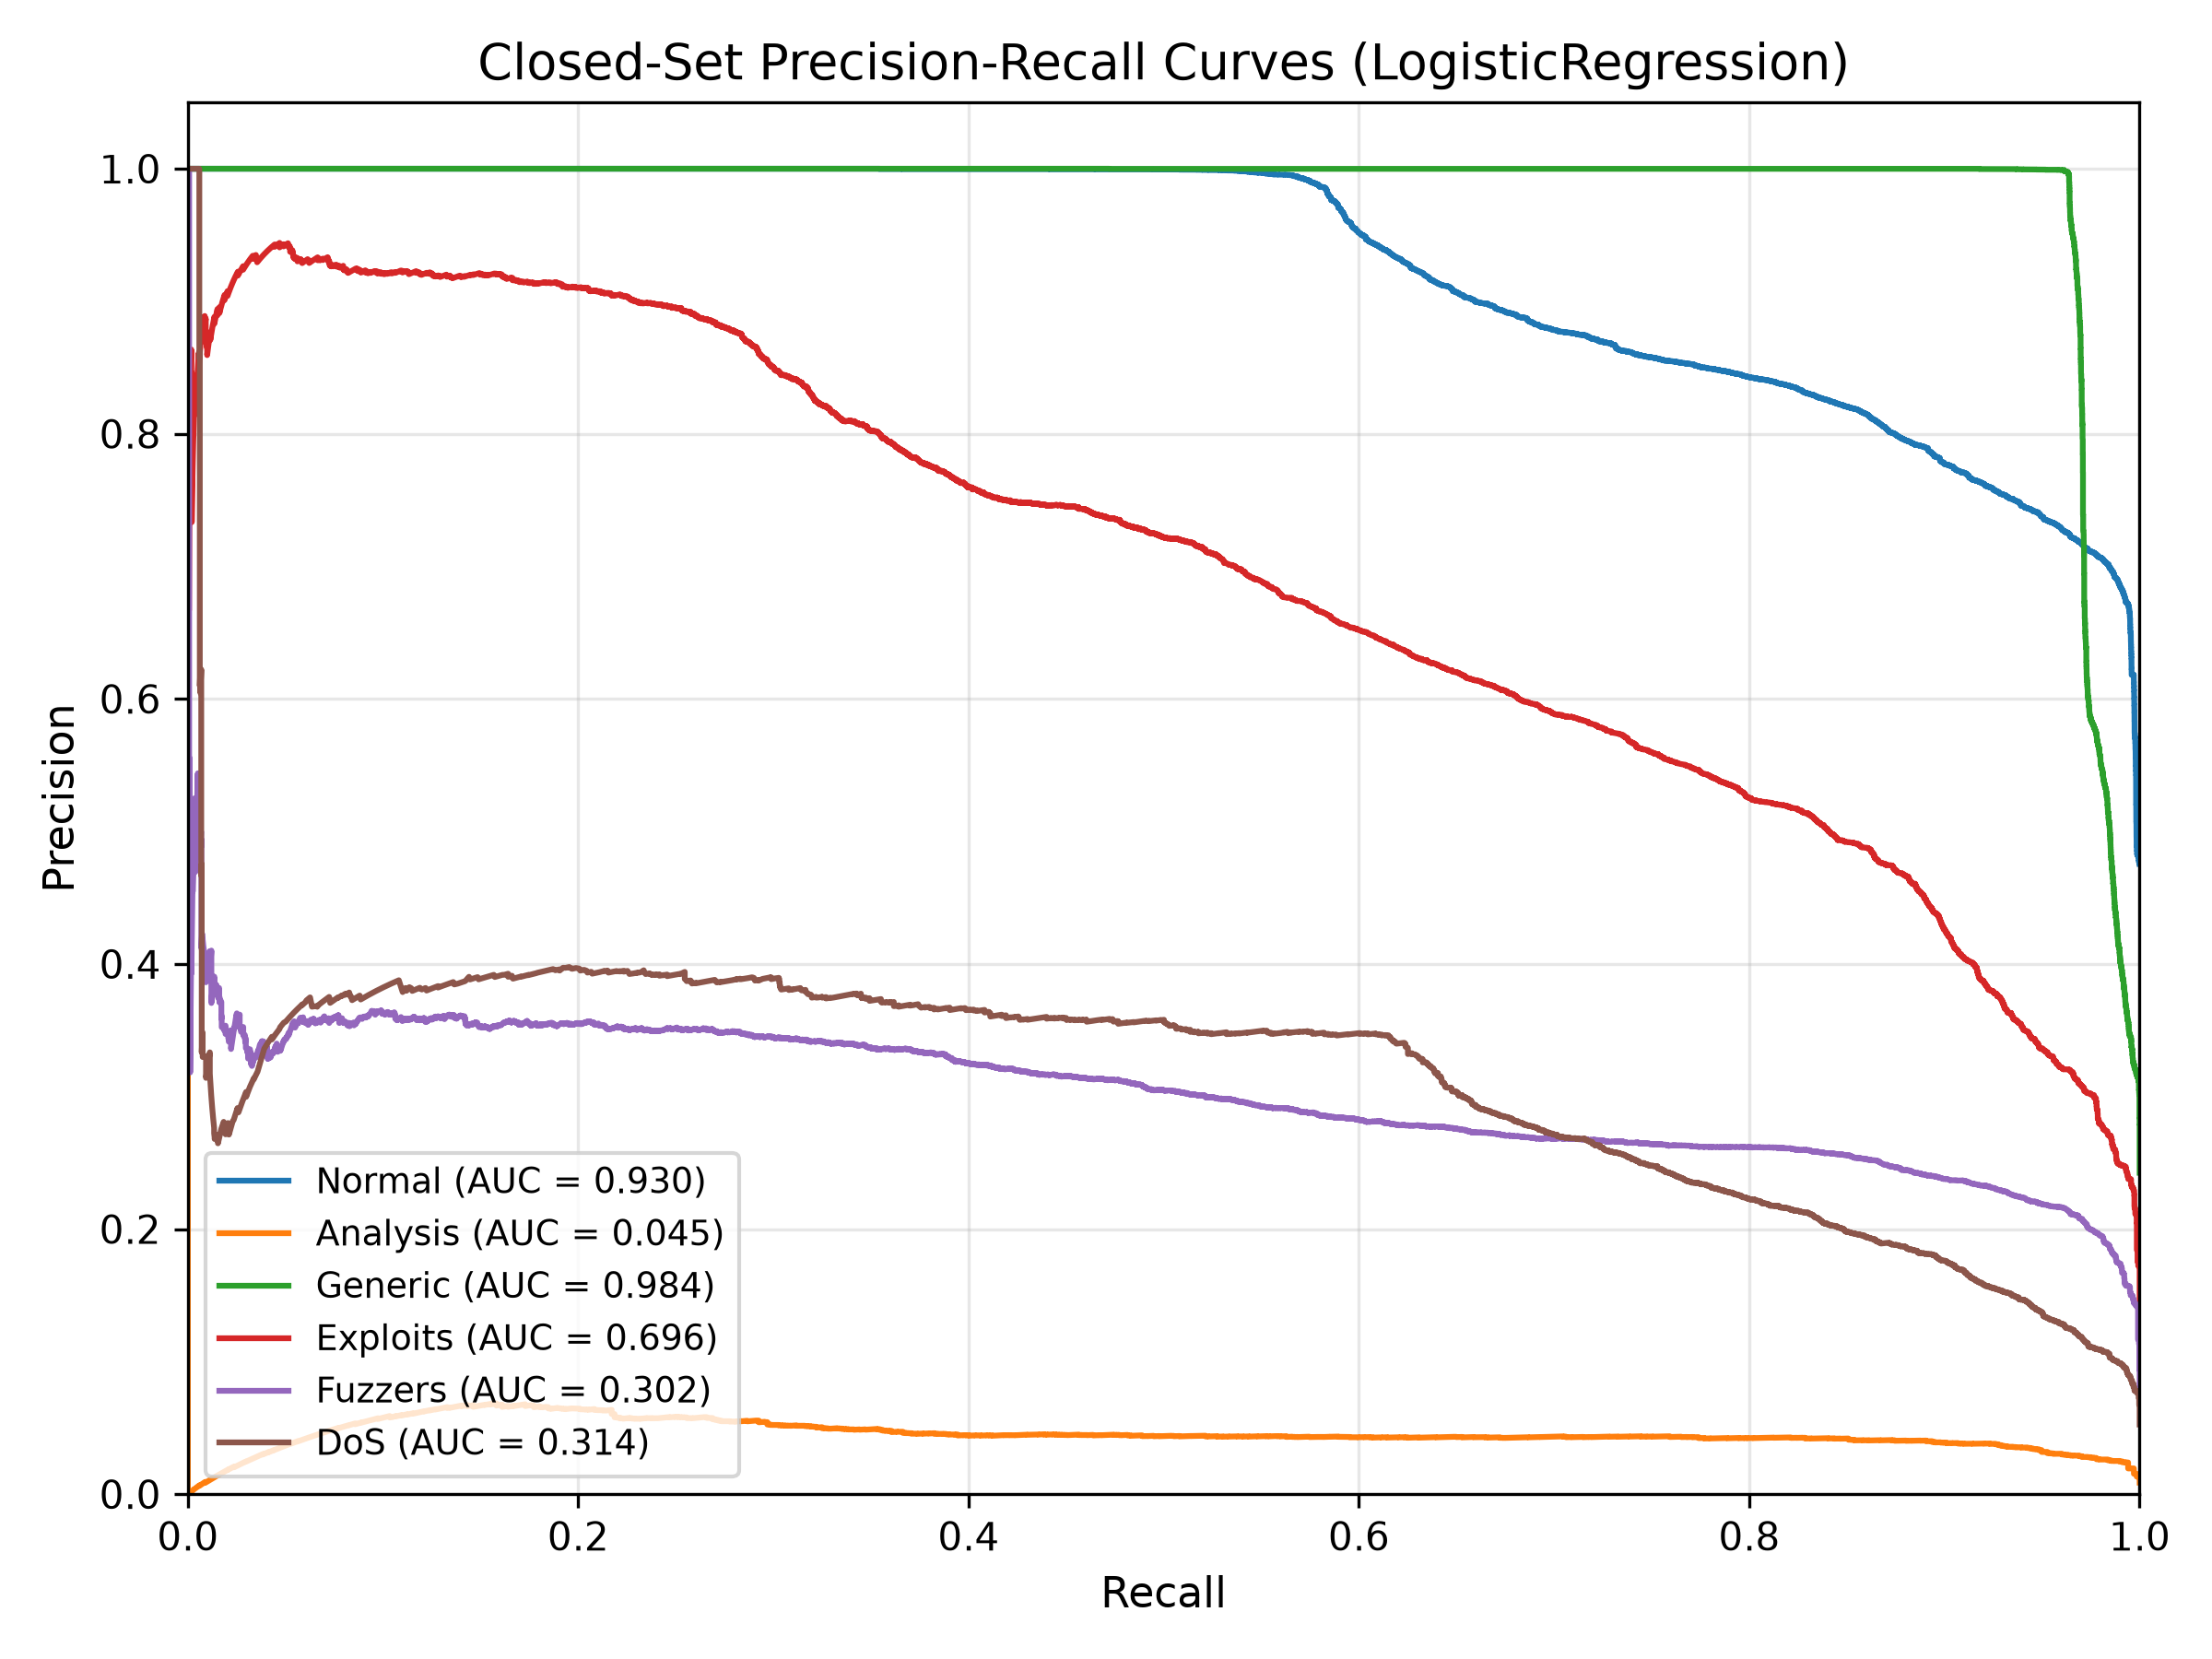 Closed-Set Precision-Recall Curves (LogisticRegression)
Precision
1.0
0.8
0.6
0.4
0.2
0.0
Normal (AUC = 0.930)
Analysis (AUC = 0.045)
Generic (AUC = 0.984)
Exploits (AUC = 0.696)
Fuzzers (AUC = 0.302)
DoS (AUC = 0.314)
0.0 0.2 0.4 0.6 0.8 1.0
Recall